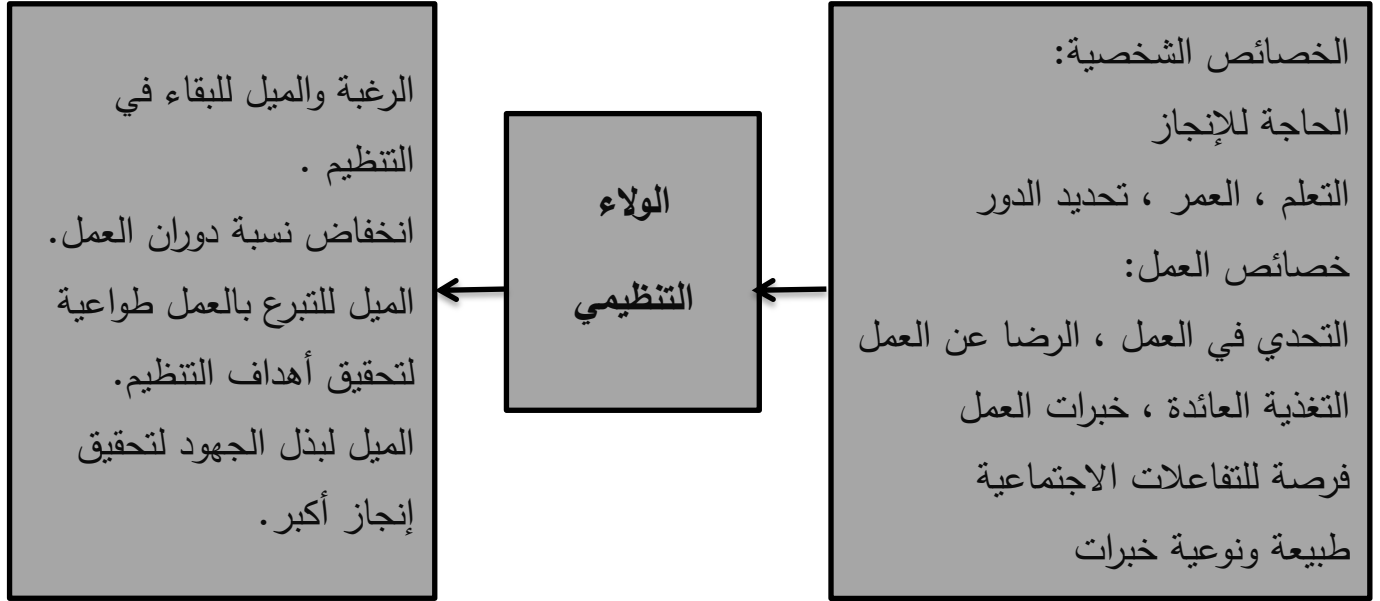 الخصائص الشخصية:
الحاجة للإنجاز
التعلم ، العمر ، تحديد الدور
خصائص العمل:
التحدي في العمل ، الرضا عن العمل
التغذية العائدة ، خبرات العمل
فرصة للتفاعلات الاجتماعية
طبيعة ونوعية خبرات
الولاء
التنظيمي
الرغبة والميل للبقاء في
التنظيم .
انخفاض نسبة دوران العمل.
الميل للتبرع بالعمل طواعية
لتحقيق أهداف التنظيم.
الميل لبذل الجهود لتحقيق
إنجاز أكبر.